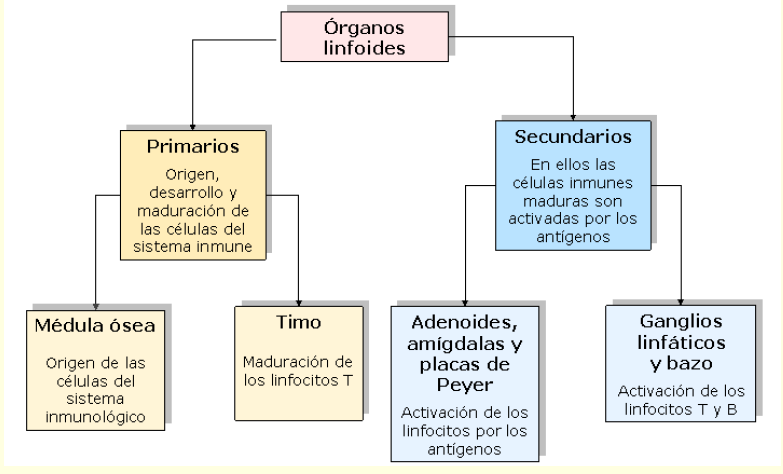 Órganos
linfoides
Primarios
Origen,
desarrollo y
maduración de
las células del
sistema inmune
Secundarios
En ellos las
células inmunes
maduras son
activadas por los
antígenos
Médula ósea
Origen de las
células del
sistema
inmunológico
Timo
Maduración de
los linfocitos T
Adenoides,
amígdalas y
placas de
Peyer
Activación de los
linfocitos por los
antígenos
Ganglios
linfáticos
y bazo
Activación de los
linfocitos T y B